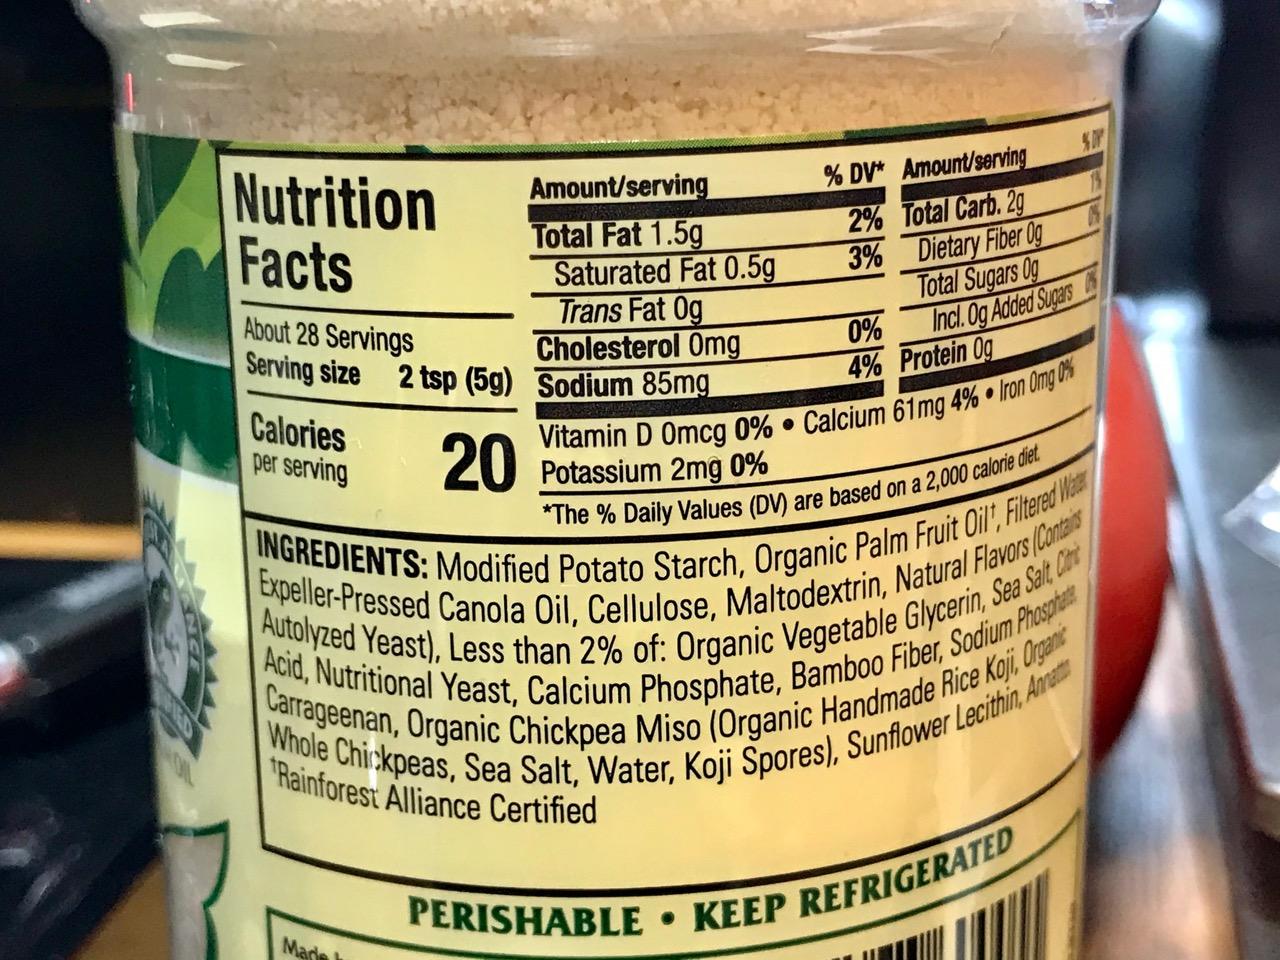 Nutrition
Facts
About 28 Servings
Serving size 2 tsp (5g)
Calories
per serving
20
Amount/serving % DV*
Total Fat 1.5g 2%
Saturated Fat 0.5g 3%
Trans Fat 0g
Cholesterol 0mg 0%
Sodium 85mg 4%
Amount/serving % DV*
Total Carb. 2g 1%
Dietary Fiber 0g 0%
Total Sugars 0g
Incl. 0g Added Sugars 0%
Protein 0g
Vitamin D 0mcg 0% • Calcium 61mg 4% • Iron 0mg 0%
Potassium 2mg 0%
*The % Daily Values (DV) are based on a 2,000 calorie diet.
INGREDIENTS: Modified Potato Starch, Organic Palm Fruit Oil†, Filtered Water,
Expeller-Pressed Canola Oil, Cellulose, Maltodextrin, Natural Flavors (Contains
Autolyzed Yeast), Less than 2% of: Organic Vegetable Glycerin, Sea Salt, Citric
Acid, Nutritional Yeast, Calcium Phosphate, Bamboo Fiber, Sodium Phosphate,
Carrageenan, Organic Chickpea Miso (Organic Handmade Rice Koji, Organic
Whole Chickpeas, Sea Salt, Water, Koji Spores), Sunflower Lecithin, Annatto.
†Rainforest Alliance Certified
PERISHABLE • KEEP REFRIGERATED
Made
OIL